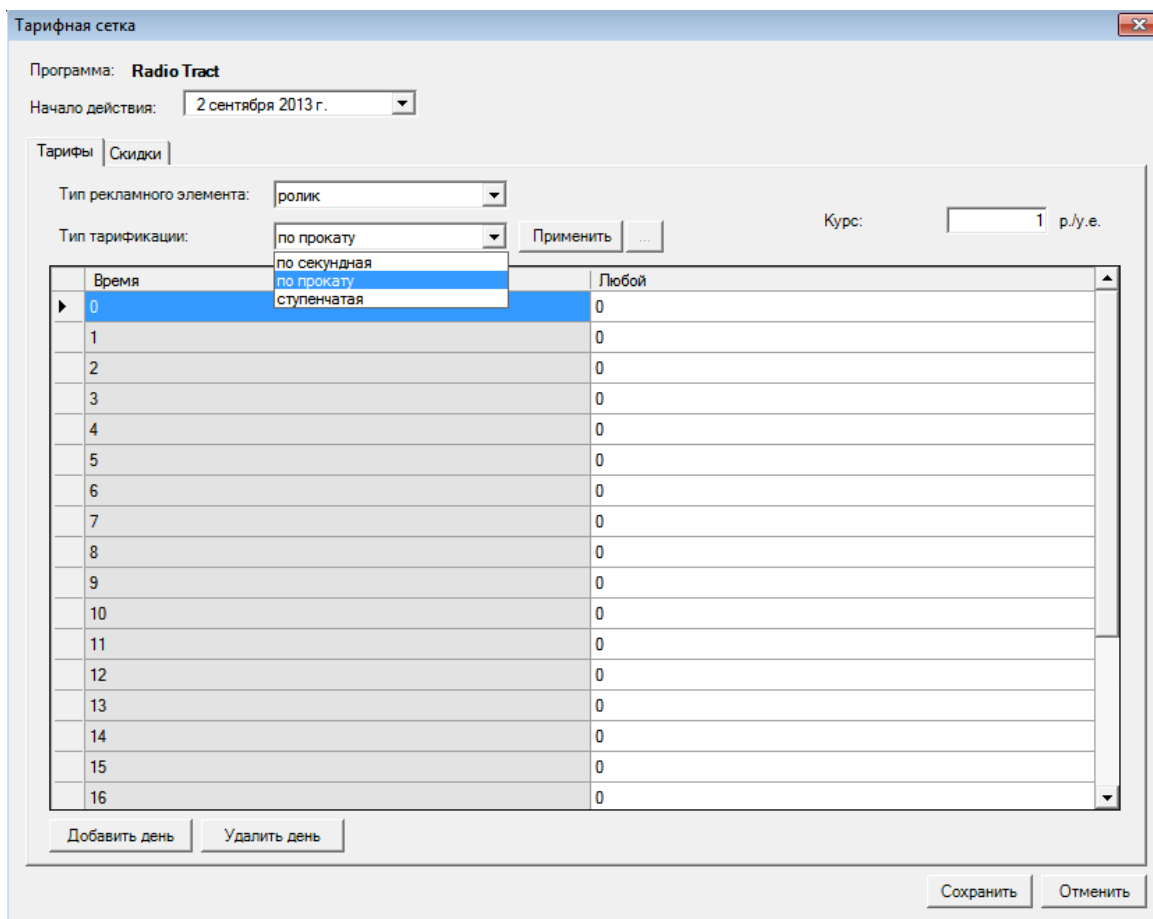 Тарифная сетка
Программа: Radio Tract
Начало действия: 2 сентября 2013 г.
Тарифы Скидки
Тип рекламного элемента: ролик
Курс: 1 р./у.е.
Тип тарификации: по прокату Применить ...
по секундная
по прокату
ступенчатая
Время Любой
0 0
1 0
2 0
3 0
4 0
5 0
6 0
7 0
8 0
9 0
10 0
11 0
12 0
13 0
14 0
15 0
16 0
Добавить день Удалить день
Сохранить Отменить